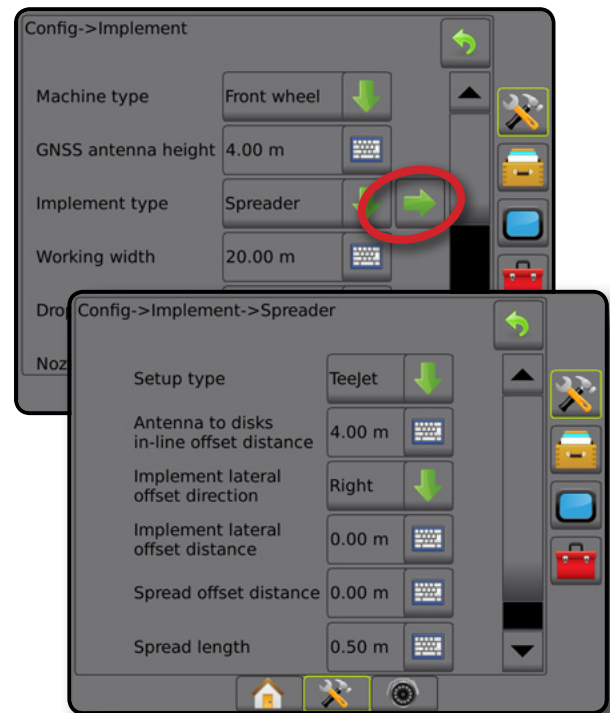 Config->Implement
Machine type
Front wheel
GNSS antenna height
4.00 m
Implement type
Spreader
Working width
20.00 m
Config->Implement->Spreader
Setup type
TeeJet
Antenna to disks
in-line offset distance
4.00 m
Implement lateral
offset direction
Right
Implement lateral
offset distance
0.00 m
Spread offset distance
0.00 m
Spread length
0.50 m